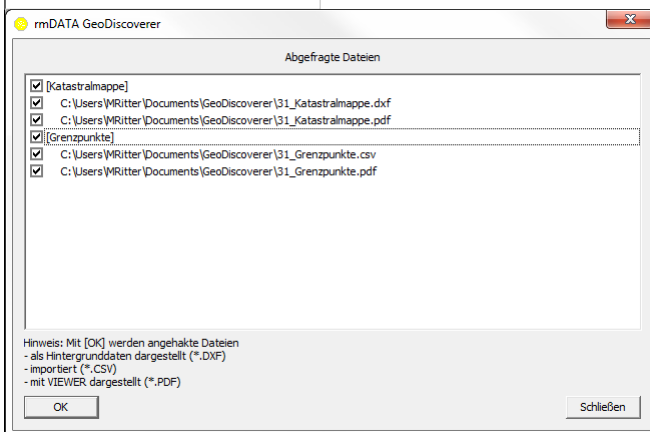 rmDATA GeoDiscoverer
Abgefragte Dateien
[Katastralmappe]
C:\Users\MRitter\Documents\GeoDiscoverer\31_Katastralmappe.dxf
C:\Users\MRitter\Documents\GeoDiscoverer\31_Katastralmappe.pdf
[Grenzpunkte]
C:\Users\MRitter\Documents\GeoDiscoverer\31_Grenzpunkte.csv
C:\Users\MRitter\Documents\GeoDiscoverer\31_Grenzpunkte.pdf
Hinweis: Mit [OK] werden angehakte Dateien
- als Hintergrunddaten dargestellt (*.DXF)
- importiert (*.CSV)
- mit VIEWER dargestellt (*.PDF)
OK Schließen